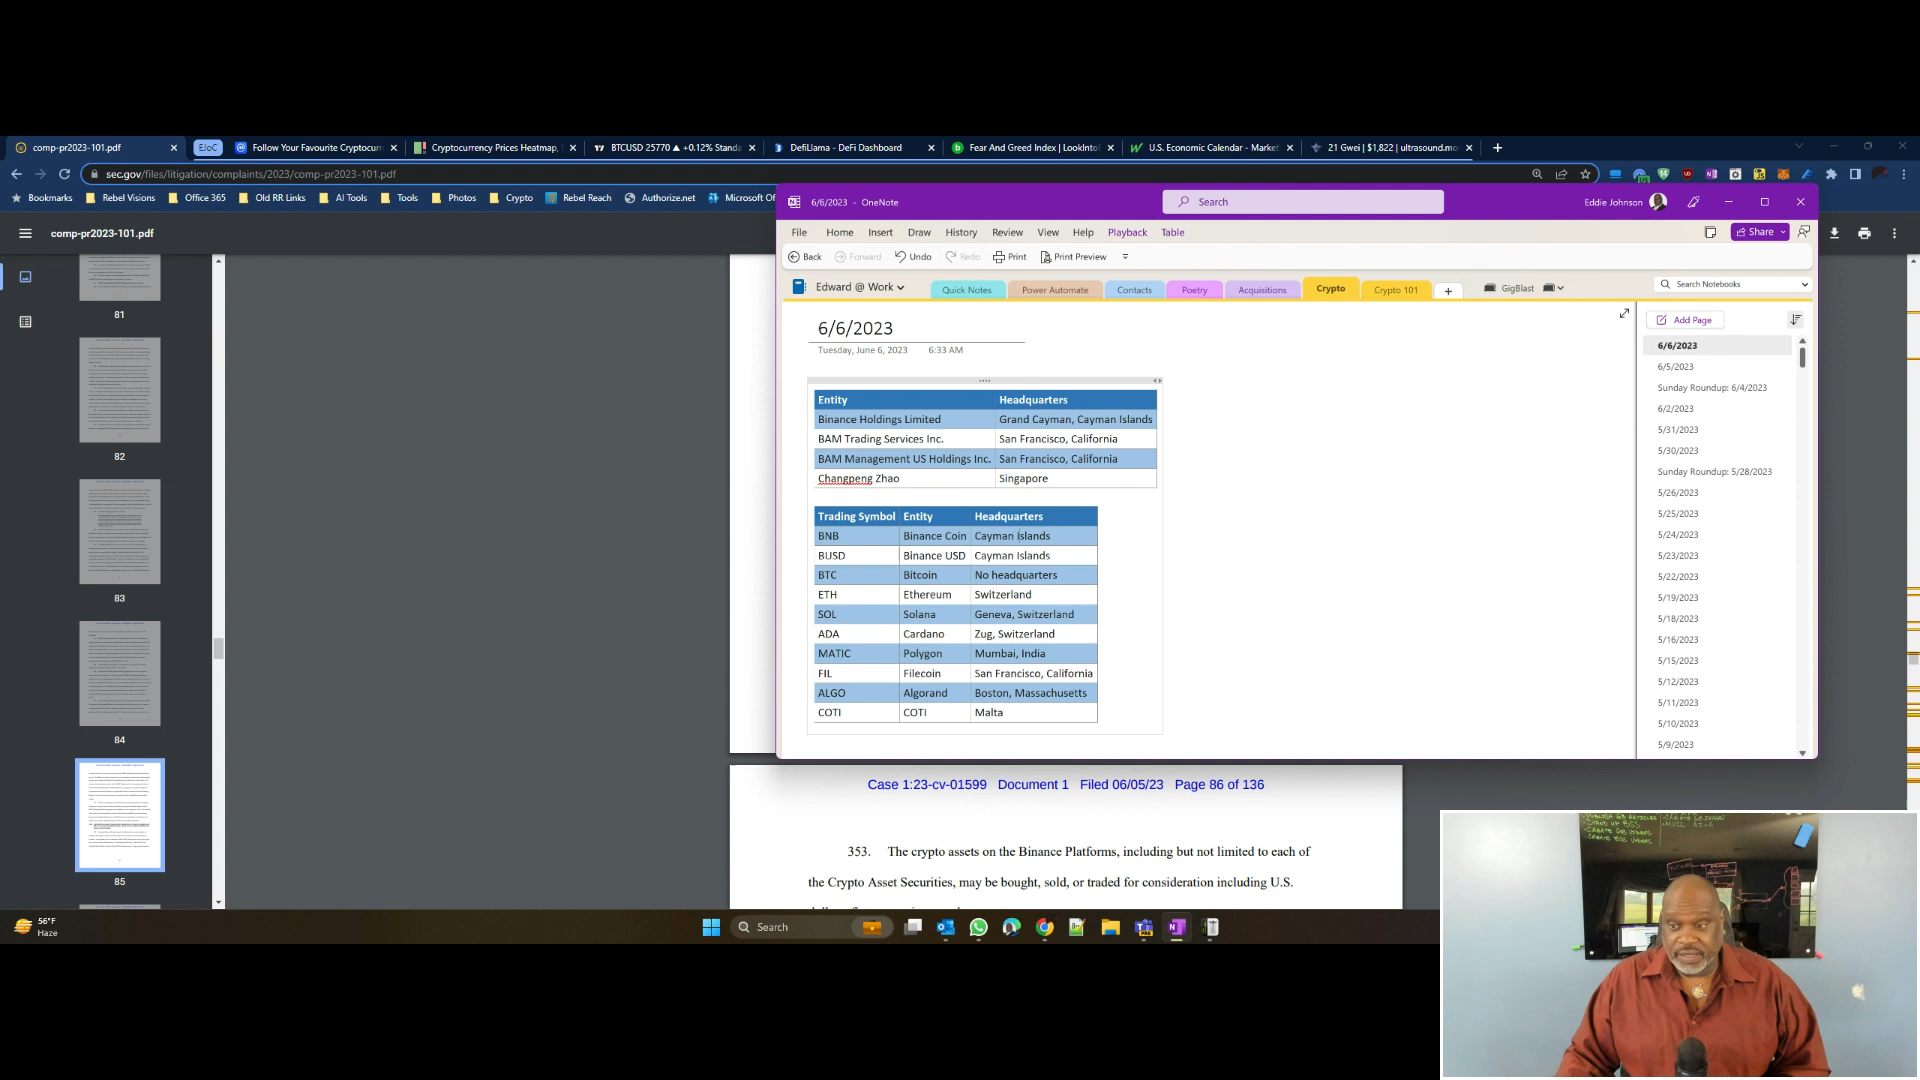 comp-pr2023-101.pdf
EJoC
Follow Your Favourite Cryptocurr
Cryptocurrency Prices Heatmap,
BTCUSD 25770 ▲ +0.12% Standa
DefiLlama - DeFi Dashboard
Fear And Greed Index | LookInto
U.S. Economic Calendar - Market
21 Gwei | $1,822 | ultrasound.mo
sec.gov/files/litigation/complaints/2023/comp-pr2023-101.pdf
Bookmarks
Rebel Visions
Office 365
Old RR Links
AI Tools
Tools
Photos
Crypto
Rebel Reach
Authorize.net
Microsoft Of
comp-pr2023-101.pdf
81
82
83
84
85
6/6/2023 - OneNote
Search
Eddie Johnson
File Home Insert Draw History Review View Help Playback Table
Share
Back Forward Undo Redo Print Print Preview
Edward @ Work
Quick Notes
Power Automate
Contacts
Poetry
Acquisitions
Crypto
Crypto 101
GigBlast
Search Notebooks
6/6/2023
Tuesday, June 6, 2023 6:33 AM
Entity Headquarters
Binance Holdings Limited Grand Cayman, Cayman Islands
BAM Trading Services Inc. San Francisco, California
BAM Management US Holdings Inc. San Francisco, California
Changpeng Zhao Singapore
Trading Symbol Entity Headquarters
BNB Binance Coin Cayman Islands
BUSD Binance USD Cayman Islands
BTC Bitcoin No headquarters
ETH Ethereum Switzerland
SOL Solana Geneva, Switzerland
ADA Cardano Zug, Switzerland
MATIC Polygon Mumbai, India
FIL Filecoin San Francisco, California
ALGO Algorand Boston, Massachusetts
COTI COTI Malta
Add Page
6/6/2023
6/5/2023
Sunday Roundup: 6/4/2023
6/2/2023
5/31/2023
5/30/2023
Sunday Roundup: 5/28/2023
5/26/2023
5/25/2023
5/24/2023
5/23/2023
5/22/2023
5/19/2023
5/18/2023
5/16/2023
5/15/2023
5/12/2023
5/11/2023
5/10/2023
5/9/2023
Case 1:23-cv-01599 Document 1 Filed 06/05/23 Page 86 of 136
353. The crypto assets on the Binance Platforms, including but not limited to each of
the Crypto Asset Securities, may be bought, sold, or traded for consideration including U.S.
56°F
Haze
Search